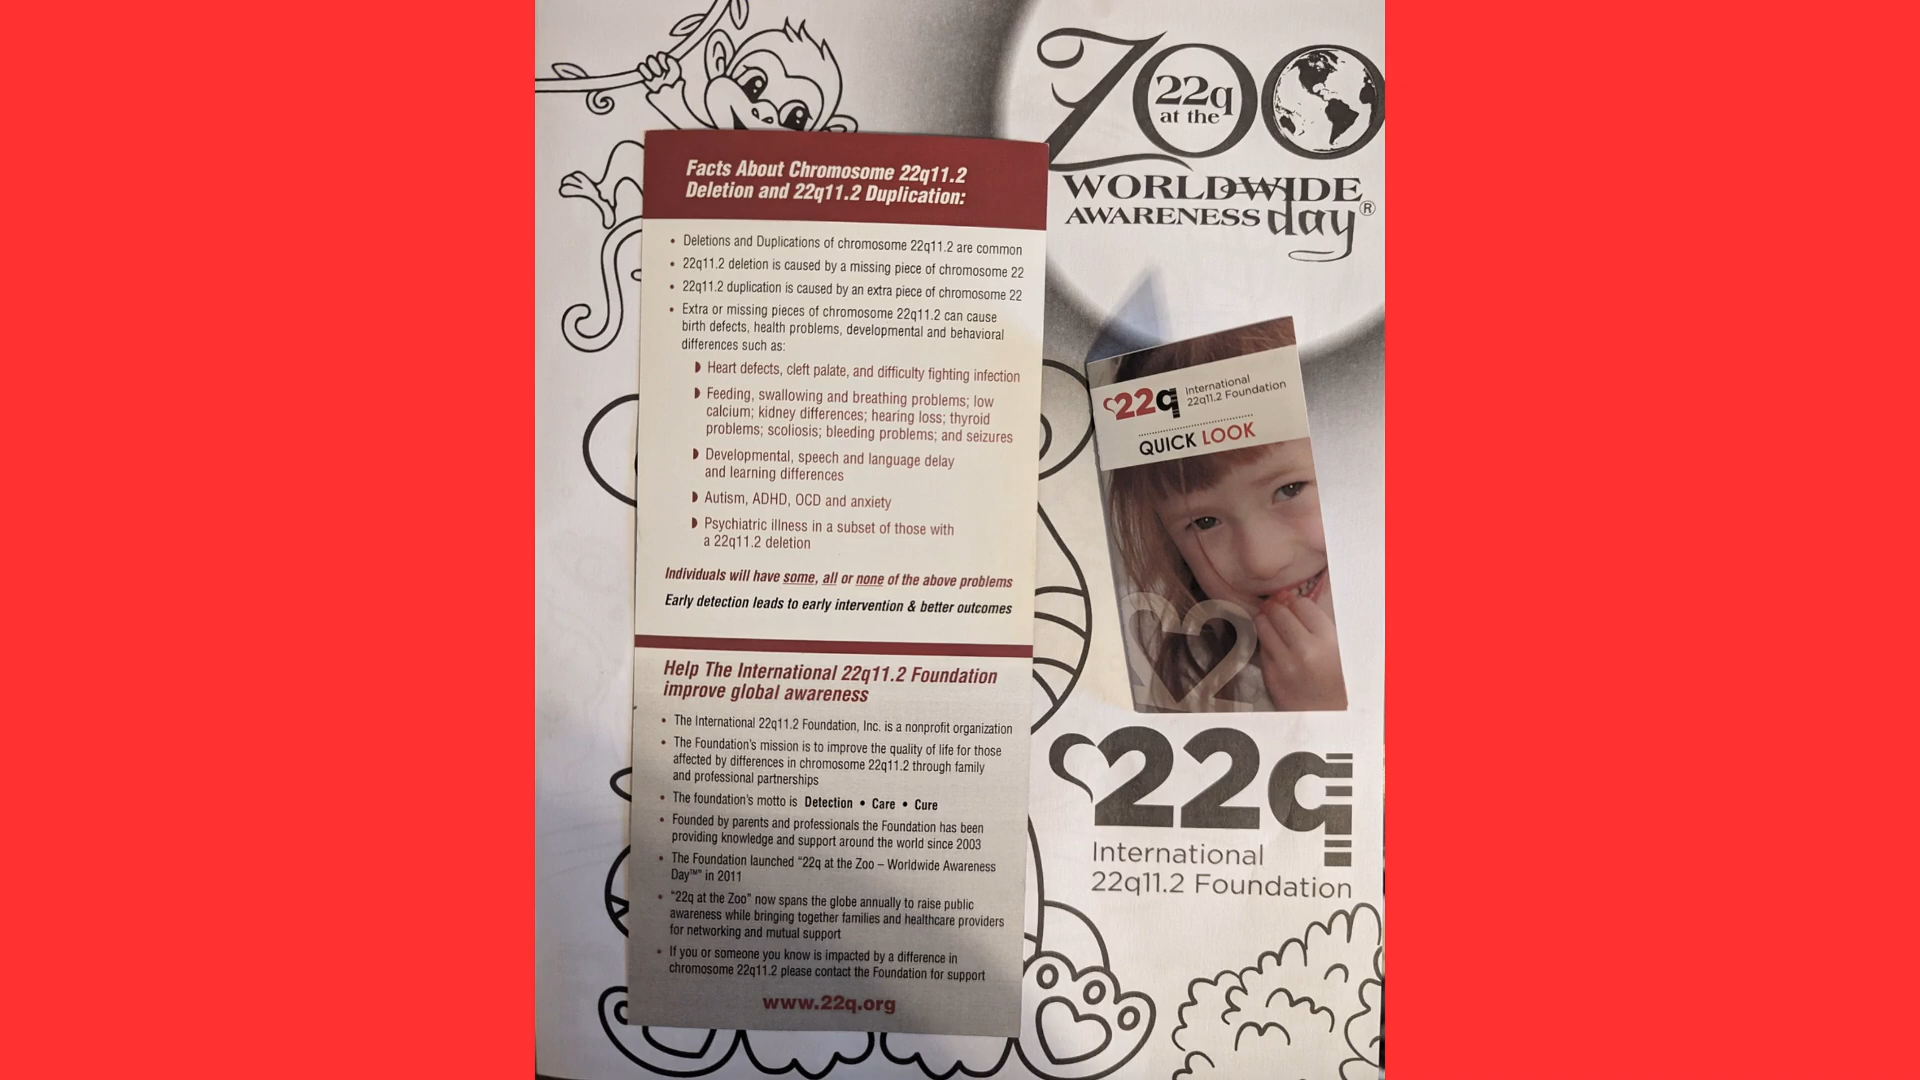 ZOO
22q
at the
WORLDWIDE
AWARENESS day®
Facts About Chromosome 22q11.2
Deletion and 22q11.2 Duplication:
• Deletions and Duplications of chromosome 22q11.2 are common
• 22q11.2 deletion is caused by a missing piece of chromosome 22
• 22q11.2 duplication is caused by an extra piece of chromosome 22
• Extra or missing pieces of chromosome 22q11.2 can cause
birth defects, health problems, developmental and behavioral
differences such as:
Heart defects, cleft palate, and difficulty fighting infection
Feeding, swallowing and breathing problems; low
calcium; kidney differences; hearing loss; thyroid
problems; scoliosis; bleeding problems; and seizures
Developmental, speech and language delay
and learning differences
Autism, ADHD, OCD and anxiety
Psychiatric illness in a subset of those with
a 22q11.2 deletion
Individuals will have some, all or none of the above problems
Early detection leads to early intervention & better outcomes
Help The International 22q11.2 Foundation
improve global awareness
• The International 22q11.2 Foundation, Inc. is a nonprofit organization
• The Foundation's mission is to improve the quality of life for those
affected by differences in chromosome 22q11.2 through family
and professional partnerships
• The foundation's motto is Detection • Care • Cure
• Founded by parents and professionals the Foundation has been
providing knowledge and support around the world since 2003
• The Foundation launched "22q at the Zoo – Worldwide Awareness
Day™" in 2011
• "22q at the Zoo" now spans the globe annually to raise public
awareness while bringing together families and healthcare providers
for networking and mutual support
• If you or someone you know is impacted by a difference in
chromosome 22q11.2 please contact the Foundation for support
www.22q.org
22q International
22q11.2 Foundation
QUICK LOOK
22
22q
International
22q11.2 Foundation